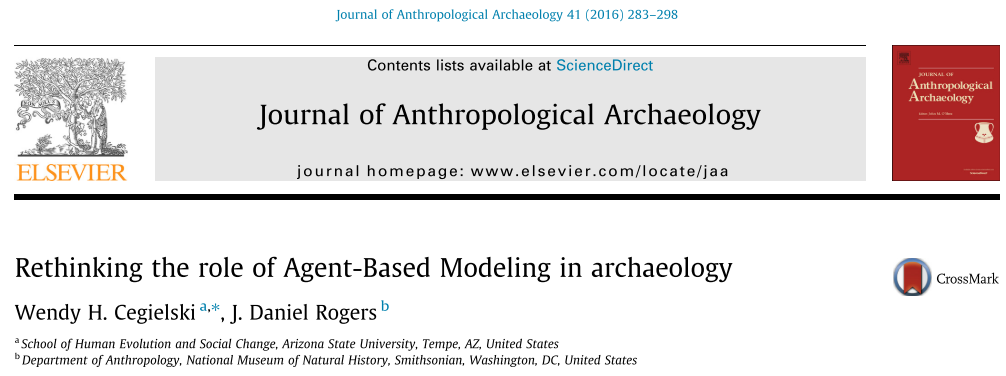 Journal of Anthropological Archaeology 41 (2016) 283–298
Contents lists available at ScienceDirect
Journal of Anthropological Archaeology
journal homepage: www.elsevier.com/locate/jaa
ELSEVIER
JOURNAL OF
Anthropological
Archaeology
Rethinking the role of Agent-Based Modeling in archaeology
CrossMark
Wendy H. Cegielski a,*, J. Daniel Rogers b
a School of Human Evolution and Social Change, Arizona State University, Tempe, AZ, United States
b Department of Anthropology, National Museum of Natural History, Smithsonian, Washington, DC, United States